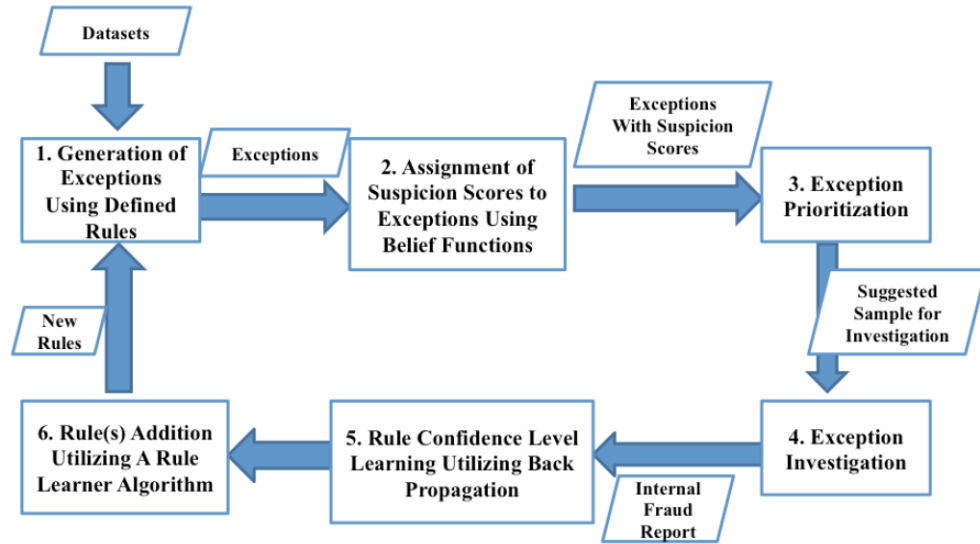 Datasets
1. Generation of
Exceptions
Using Defined
Rules
Exceptions
2. Assignment of
Suspicion Scores to
Exceptions Using
Belief Functions
Exceptions
With Suspicion
Scores
3. Exception
Prioritization
Suggested
Sample for
Investigation
4. Exception
Investigation
Internal
Fraud
Report
5. Rule Confidence Level
Learning Utilizing Back
Propagation
6. Rule(s) Addition
Utilizing A Rule
Learner Algorithm
New
Rules